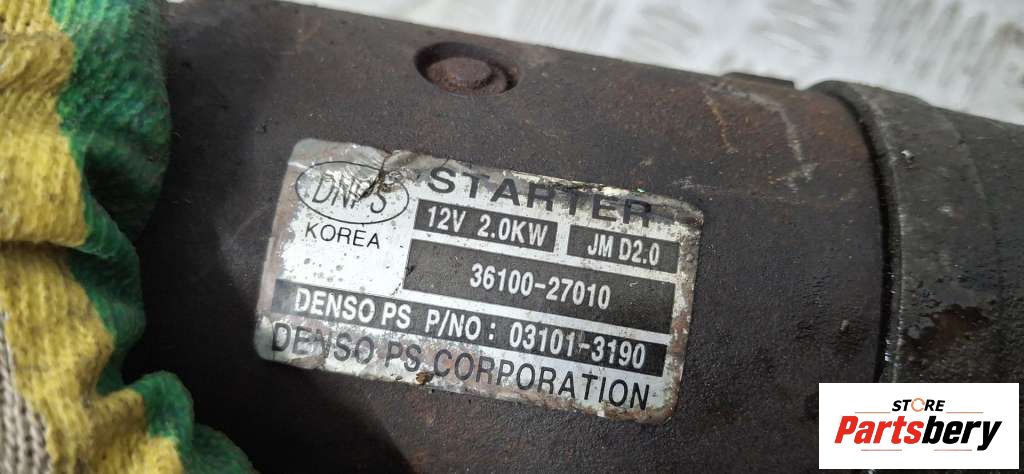 STARTER
DNPS
KOREA
12V 2.0KW JM D2.0
36100-27010
DENSO PS P/NO: 03101-3190
DENSO PS CORPORATION
STORE
Partsbery